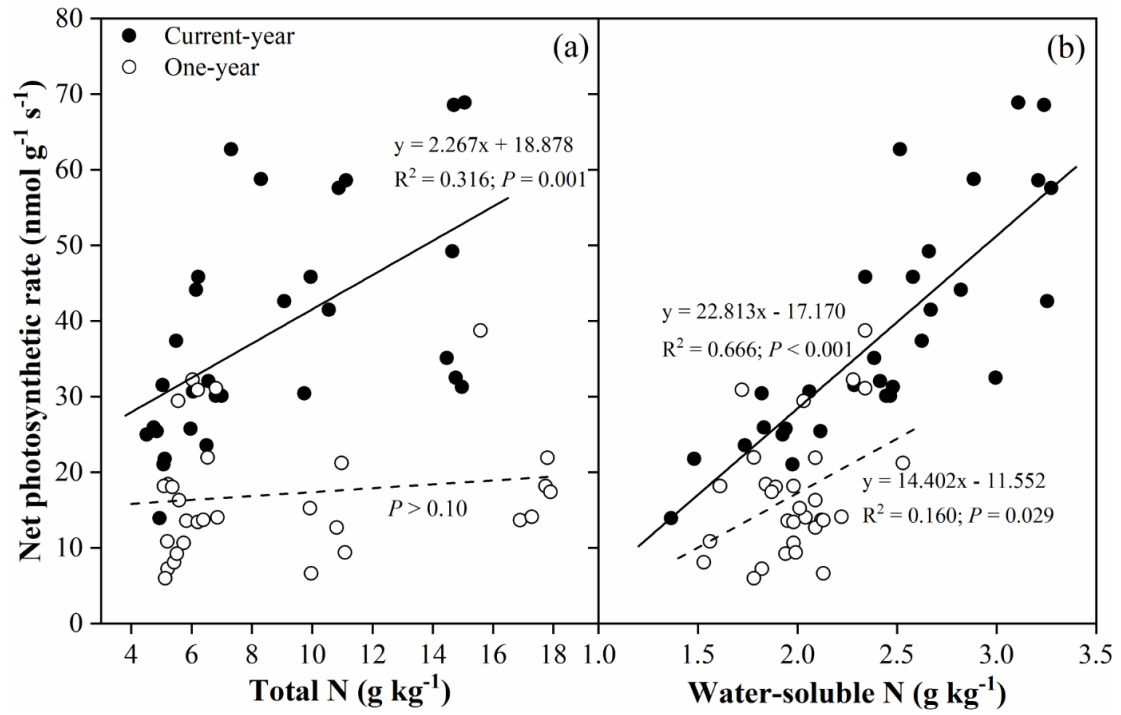 80
70
60
50
40
30
20
10
0
Net photosynthetic rate (nmol g⁻¹ s⁻¹)
Current-year
One-year
(a)
y = 2.267x + 18.878
R² = 0.316; P = 0.001
P > 0.10
4 6 8 10 12 14 16 18
Total N (g kg⁻¹)
(b)
y = 22.813x - 17.170
R² = 0.666; P < 0.001
y = 14.402x - 11.552
R² = 0.160; P = 0.029
1.0 1.5 2.0 2.5 3.0 3.5
Water-soluble N (g kg⁻¹)